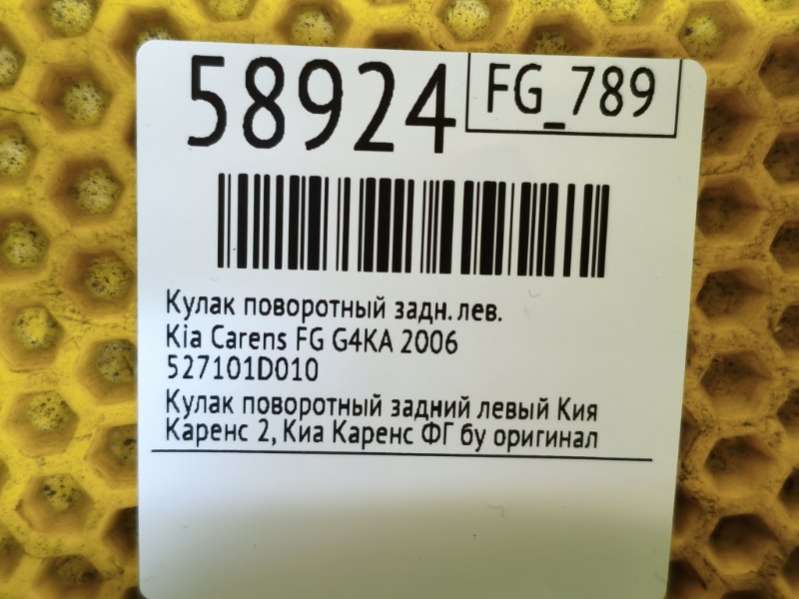 58924
FG_789
Кулак поворотный задн. лев.
Kia Carens FG G4KA 2006
527101D010
Кулак поворотный задний левый Кия
Каренс 2, Киа Каренс ФГ бу оригинал